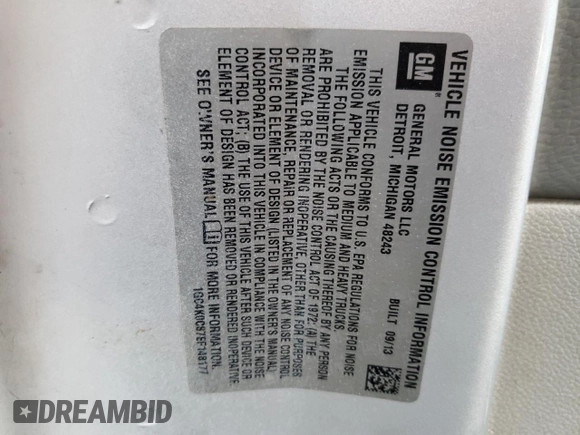 VEHICLE NOISE EMISSION CONTROL INFORMATION
GM
GENERAL MOTORS LLC
DETROIT, MICHIGAN 48243
BUILT 09/13
THIS VEHICLE CONFORMS TO U.S. EPA REGULATIONS FOR NOISE
EMISSION APPLICABLE TO MEDIUM AND HEAVY TRUCKS.
THE FOLLOWING ACTS OR THE CAUSING THEREOF BY ANY PERSON
ARE PROHIBITED BY THE NOISE CONTROL ACT OF 1972: (A) THE
REMOVAL OR RENDERING INOPERATIVE, OTHER THAN FOR PURPOSES
OF MAINTENANCE, REPAIR OR REPLACEMENT OF ANY NOISE CONTROL
DEVICE OR ELEMENT OF DESIGN (LISTED IN THE OWNER'S MANUAL)
INCORPORATED INTO THIS VEHICLE IN COMPLIANCE WITH THE NOISE
CONTROL ACT; (B) THE USE OF THIS VEHICLE AFTER SUCH DEVICE OR
ELEMENT OF DESIGN HAS BEEN REMOVED OR RENDERED INOPERATIVE.
SEE OWNER'S MANUAL i FOR MORE INFORMATION.
DREAMBID